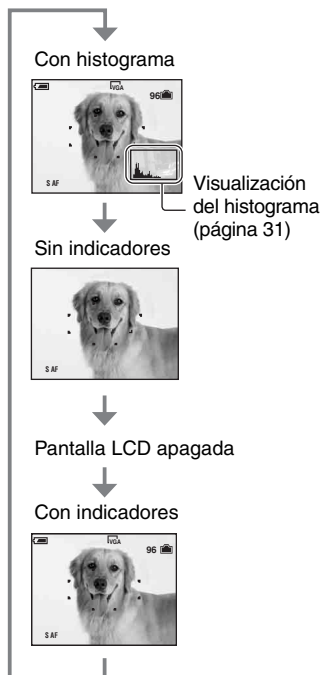 Con histograma
VGA
96
S AF
Visualización
del histograma
(página 31)
Sin indicadores
S AF
Pantalla LCD apagada
Con indicadores
VGA
96
S AF